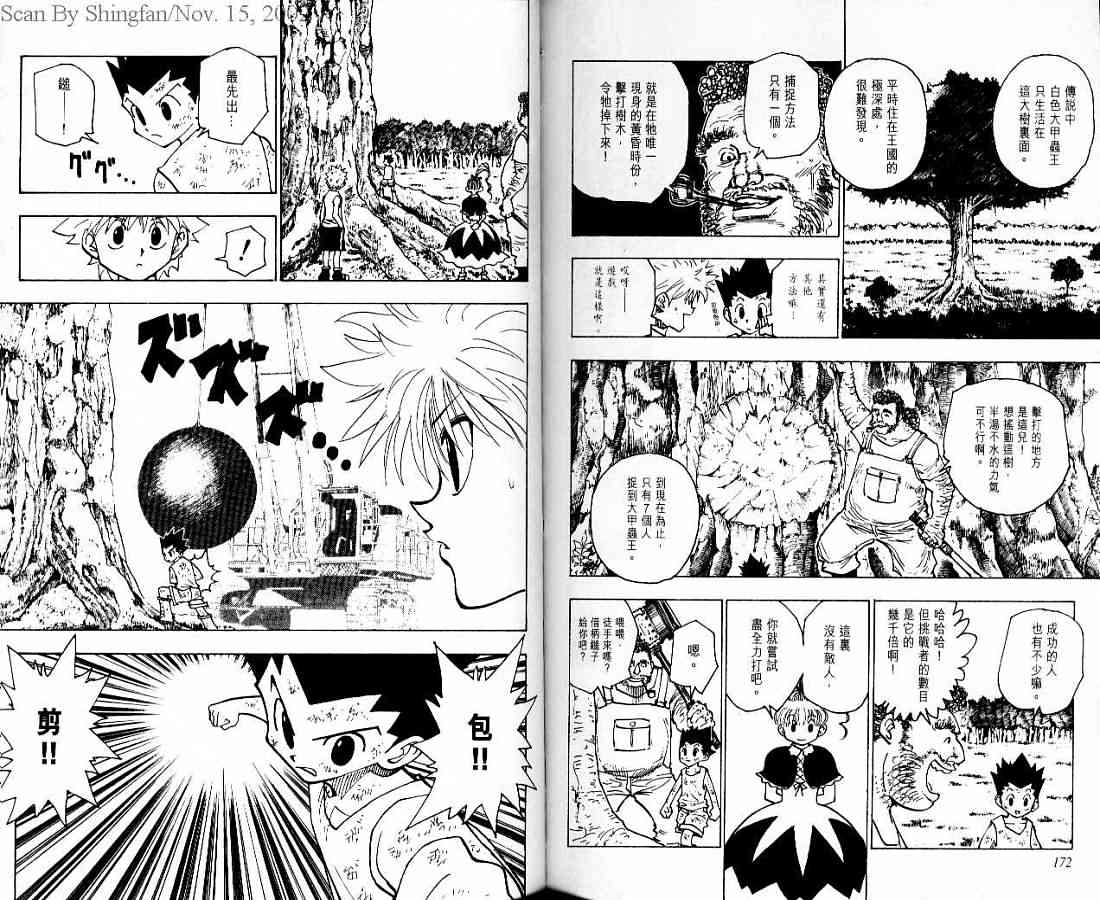 Scan By Shingfan/Nov. 15, 20
傳說中
白色大甲蟲王
只生活在
這大樹裏面。
平時住在王國的
極深處，
很難發現。
捕捉方法
只有一個。
就是在牠唯一
現身的黃昏時份，
擊打樹木，
令牠掉下來！
其實還有
其他
方法嘛…
哎呀——
遊戲
就是這樣啊。
擊打的地方
是這兒！
想搖動這樹，
半湯不水的力氣
可不行啊。
到現在為止，
只有7個人
捉到大甲蟲王。
成功的人
也有不少嘛。
哈哈哈！
但挑戰者的數目
是它的
幾千倍啊！
這裏
沒有敵人，
你就嘗試
盡全力打吧。
嗯。
喂喂，
徒手來嗎？
借柄鎚子
給你吧？
172
最先出…
鎚——！
ググ…
！
ズズズズ…
包！！
剪！！